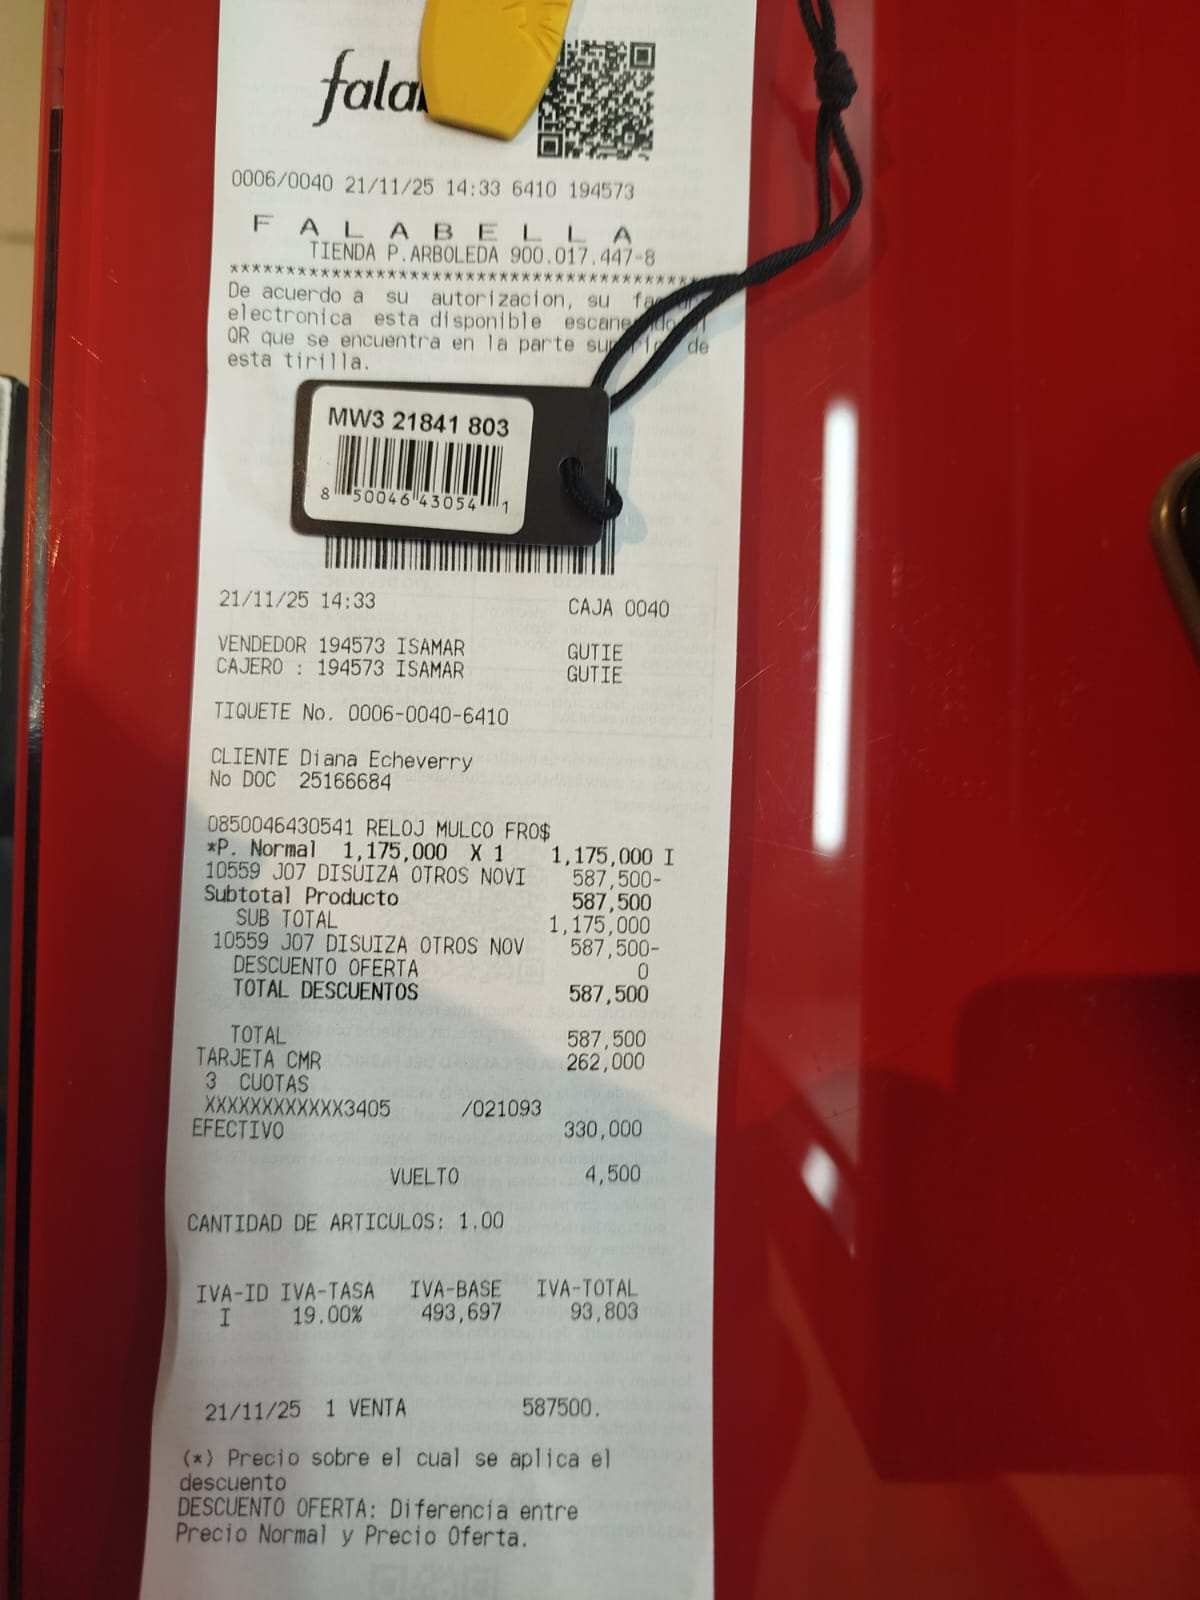 0006/0040 21/11/25 14:33 6410 194573
F A L A B E L L A
TIENDA P.ARBOLEDA 900.017.447-8
****************************************
De acuerdo a su autorizacion, su
electronica esta disponible
QR que se encuentra en la parte de
esta tirilla.
MW3 21841 803
8 50046 43054 1
21/11/25 14:33 CAJA 0040
VENDEDOR 194573 ISAMAR GUTIE
CAJERO : 194573 ISAMAR GUTIE
TIQUETE No. 0006-0040-6410
CLIENTE Diana Echeverry
No DOC 25166684
0850046430541 RELOJ MULCO FRO$
*P. Normal 1,175,000 X 1 1,175,000 I
10559 J07 DISUIZA OTROS NOVI 587,500-
Subtotal Producto 587,500
SUB TOTAL 1,175,000
10559 J07 DISUIZA OTROS NOV 587,500-
DESCUENTO OFERTA 0
TOTAL DESCUENTOS 587,500
TOTAL 587,500
TARJETA CMR 262,000
3 CUOTAS
XXXXXXXXXXXX3405 /021093
EFECTIVO 330,000
VUELTO 4,500
CANTIDAD DE ARTICULOS: 1.00
IVA-ID IVA-TASA IVA-BASE IVA-TOTAL
I 19.00% 493,697 93,803
21/11/25 1 VENTA 587500.
(*) Precio sobre el cual se aplica el
descuento
DESCUENTO OFERTA: Diferencia entre
Precio Normal y Precio Oferta.